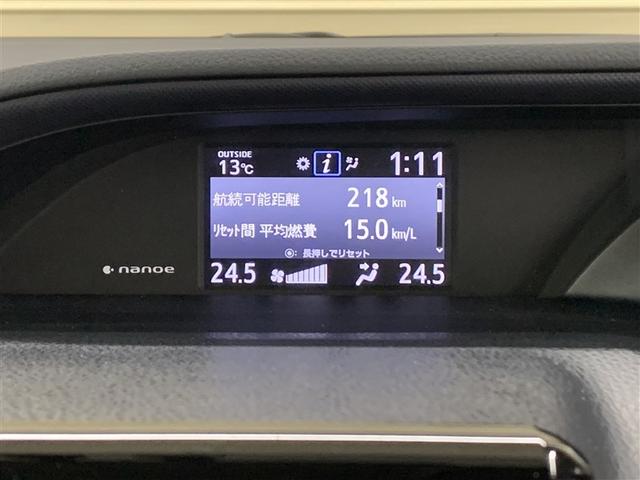 OUTSIDE
13℃
i
1:11
航続可能距離 218 km
ﾘｾｯﾄ間 平均燃費 15.0 km/L
: 長押しでリセット
nanoe
24.5 24.5